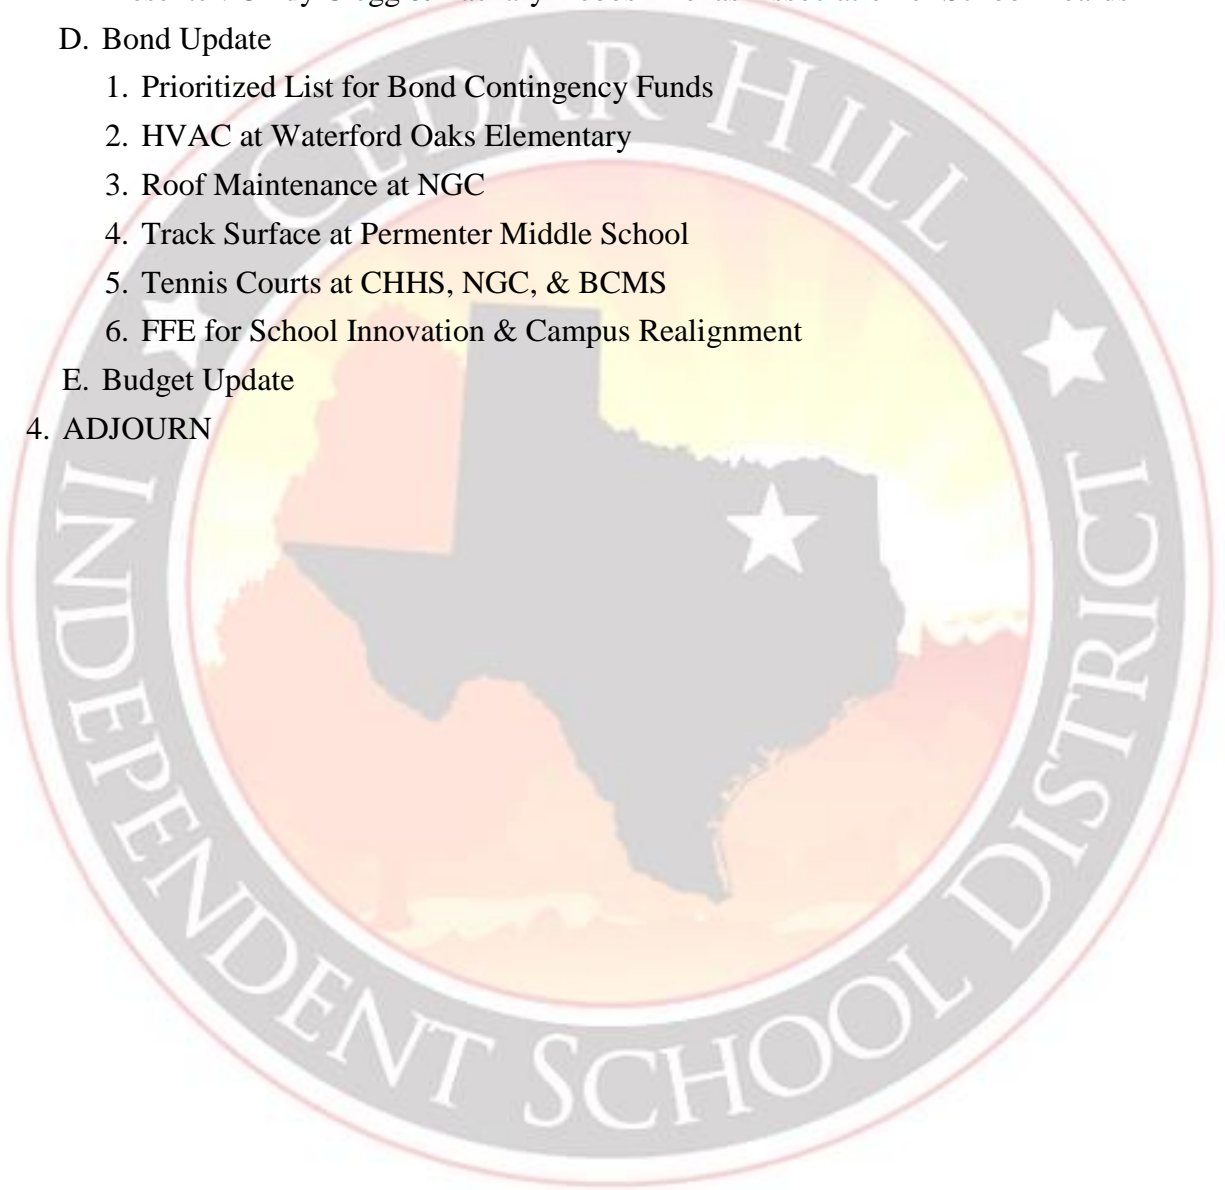 D. Bond Update
1. Prioritized List for Bond Contingency Funds
2. HVAC at Waterford Oaks Elementary
3. Roof Maintenance at NGC
4. Track Surface at Permenter Middle School
5. Tennis Courts at CHHS, NGC, & BCMS
6. FFE for School Innovation & Campus Realignment
E. Budget Update
4. ADJOURN
CEDAR HILL
INDEPENDENT SCHOOL DISTRICT